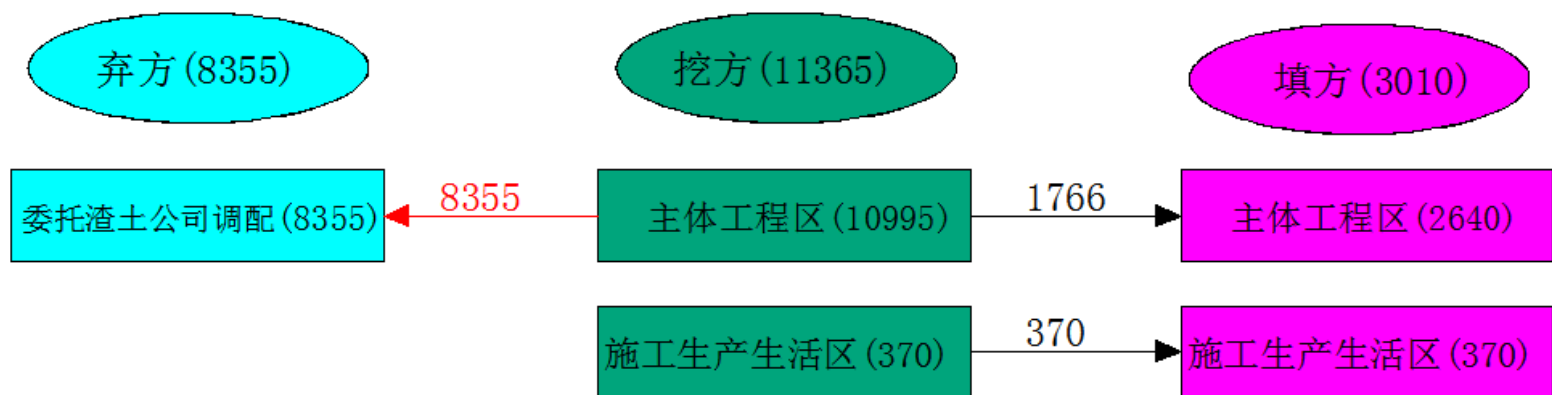 弃方(8355)
挖方(11365)
填方(3010)
委托渣土公司调配(8355)
8355
主体工程区(10995)
1766
主体工程区(2640)
施工生产生活区(370)
370
施工生产生活区(370)